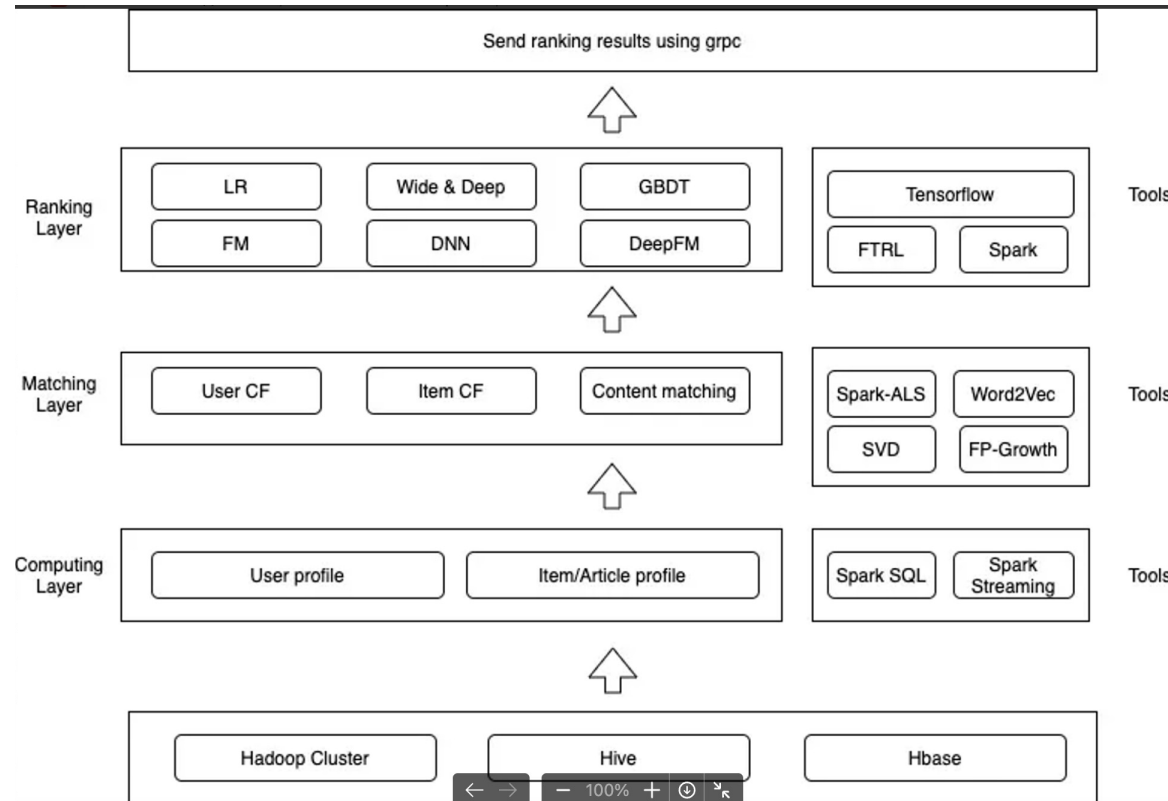 Send ranking results using grpc
Ranking
Layer
LR
Wide & Deep
GBDT
FM
DNN
DeepFM
Tensorflow
FTRL
Spark
Tools
Matching
Layer
User CF
Item CF
Content matching
Spark-ALS
Word2Vec
SVD
FP-Growth
Tools
Computing
Layer
User profile
Item/Article profile
Spark SQL
Spark
Streaming
Tools
Hadoop Cluster
Hive
Hbase
100%